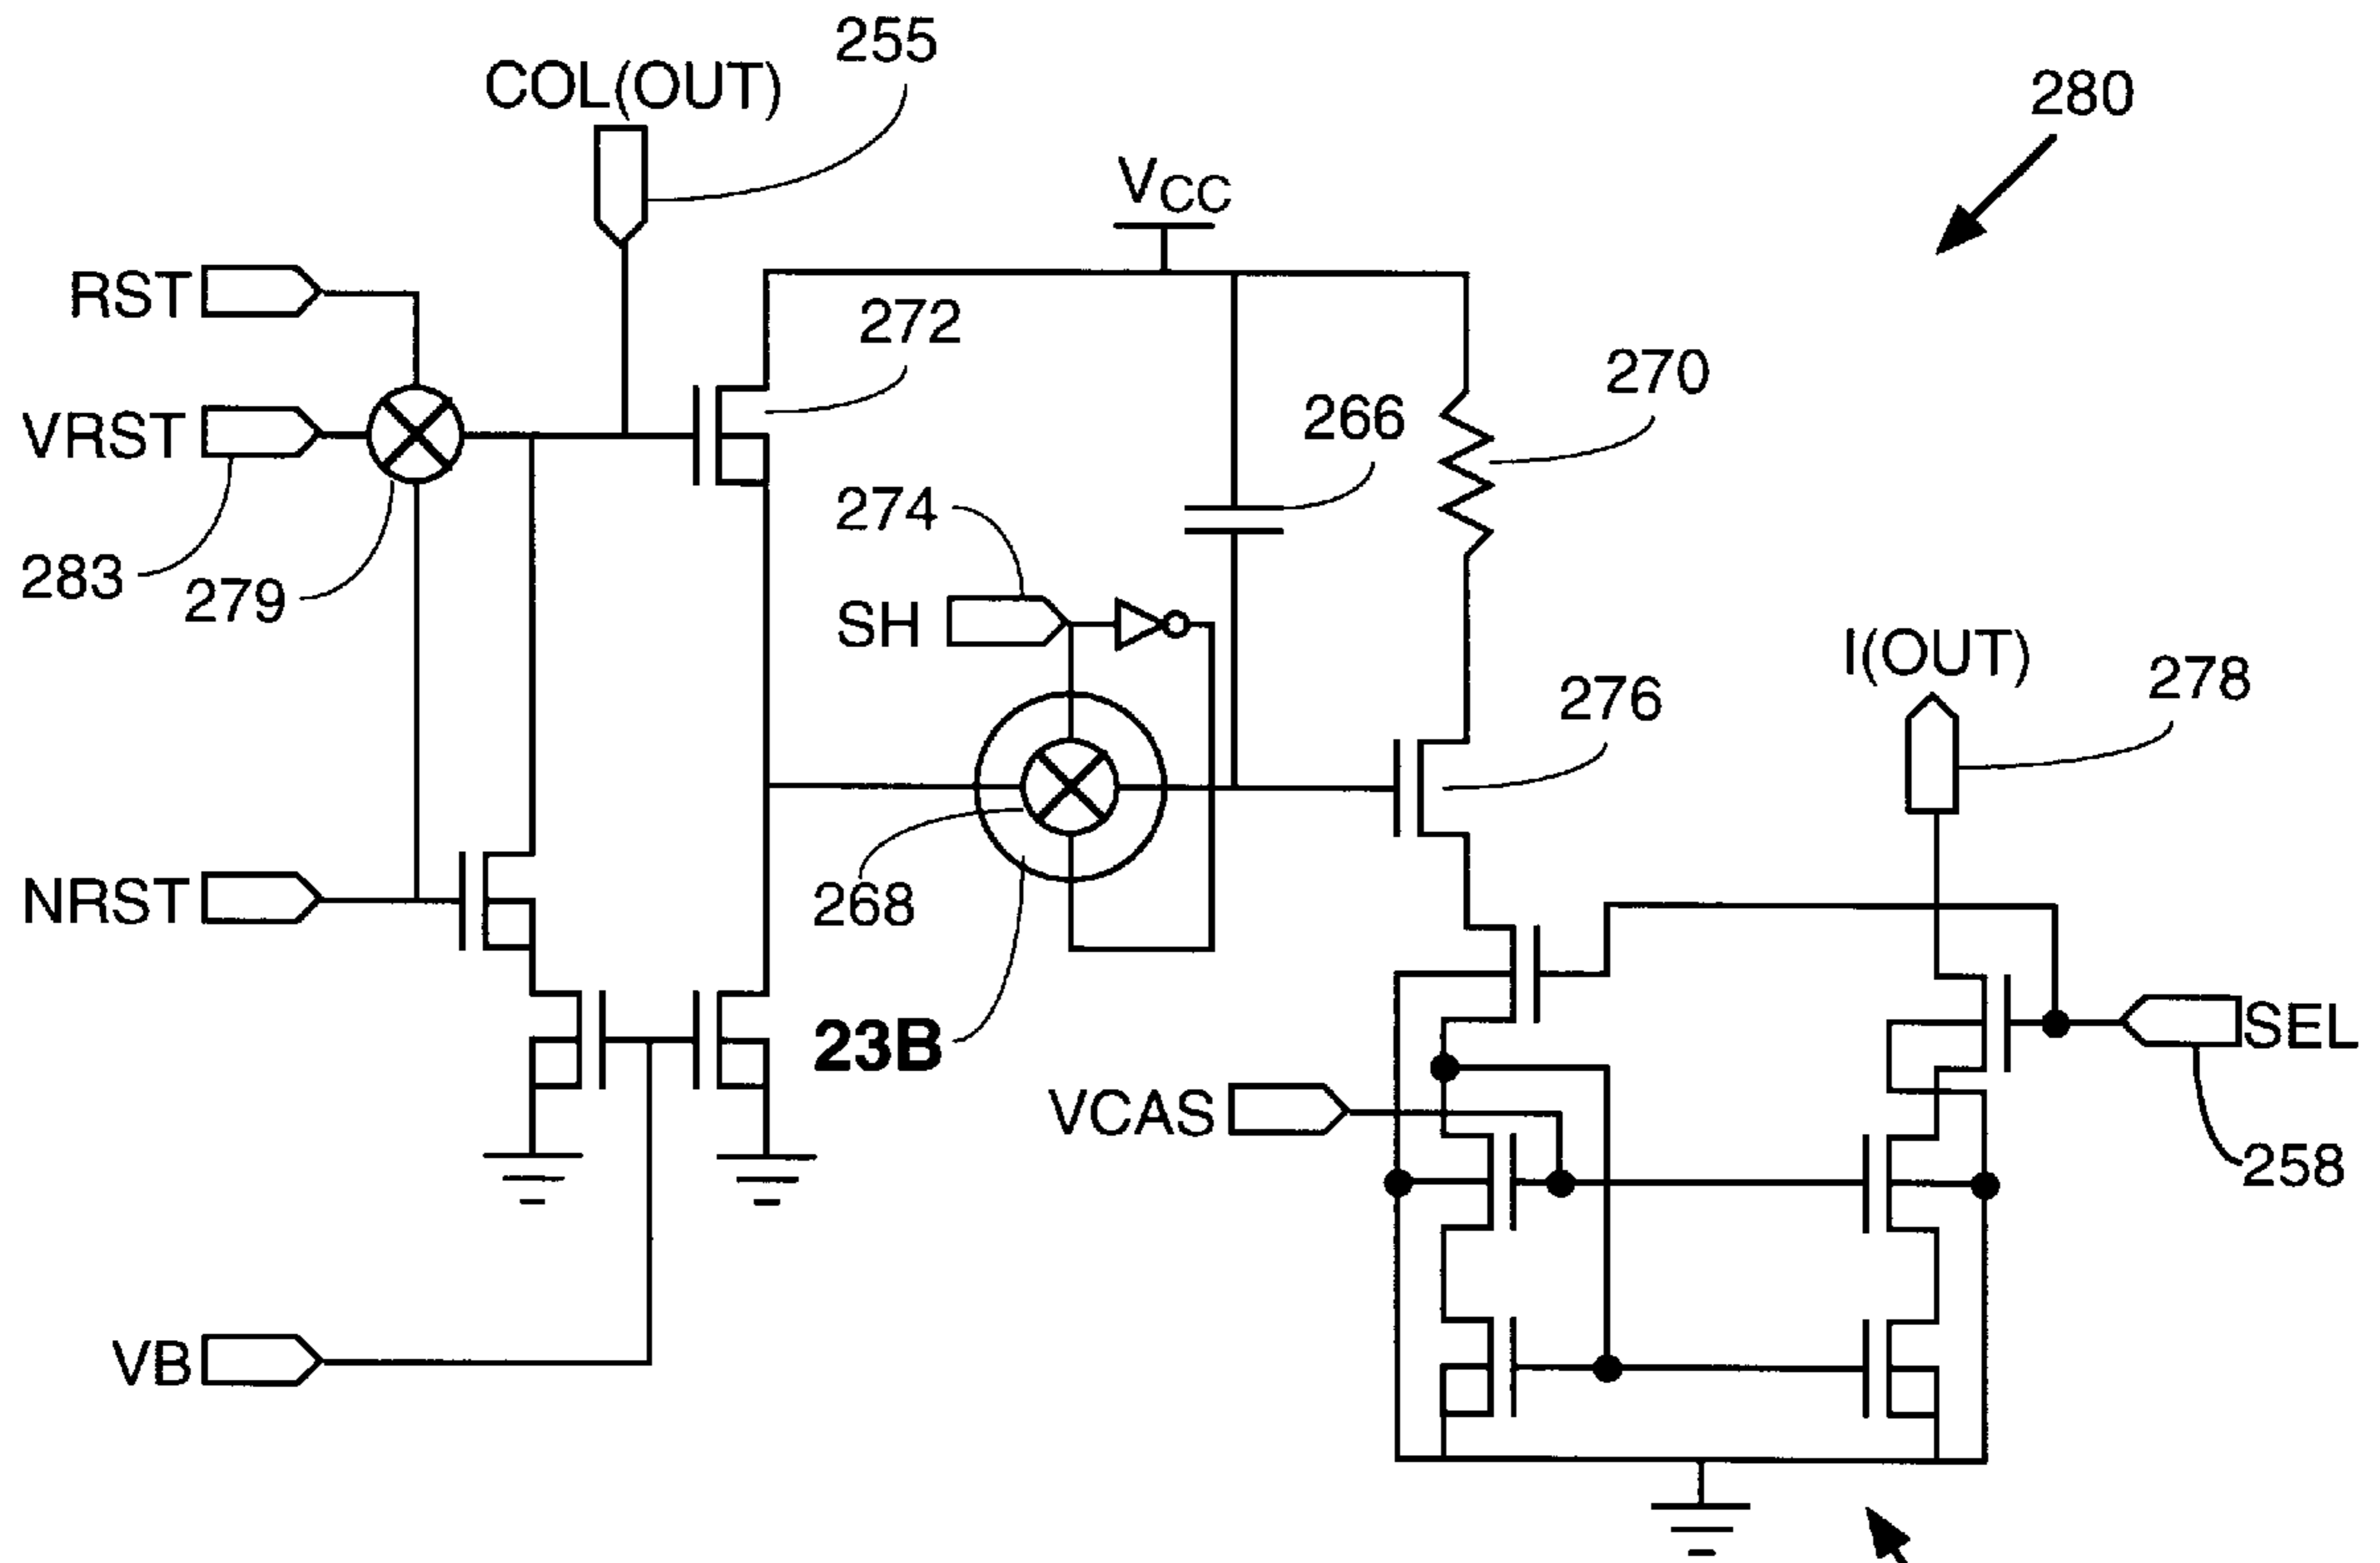 255
COL(OUT)
280
VCC
RST
272
270
VRST
266
274
283
279
SH
I(OUT)
278
276
NRST
268
23B
SEL
VCAS
258
VB